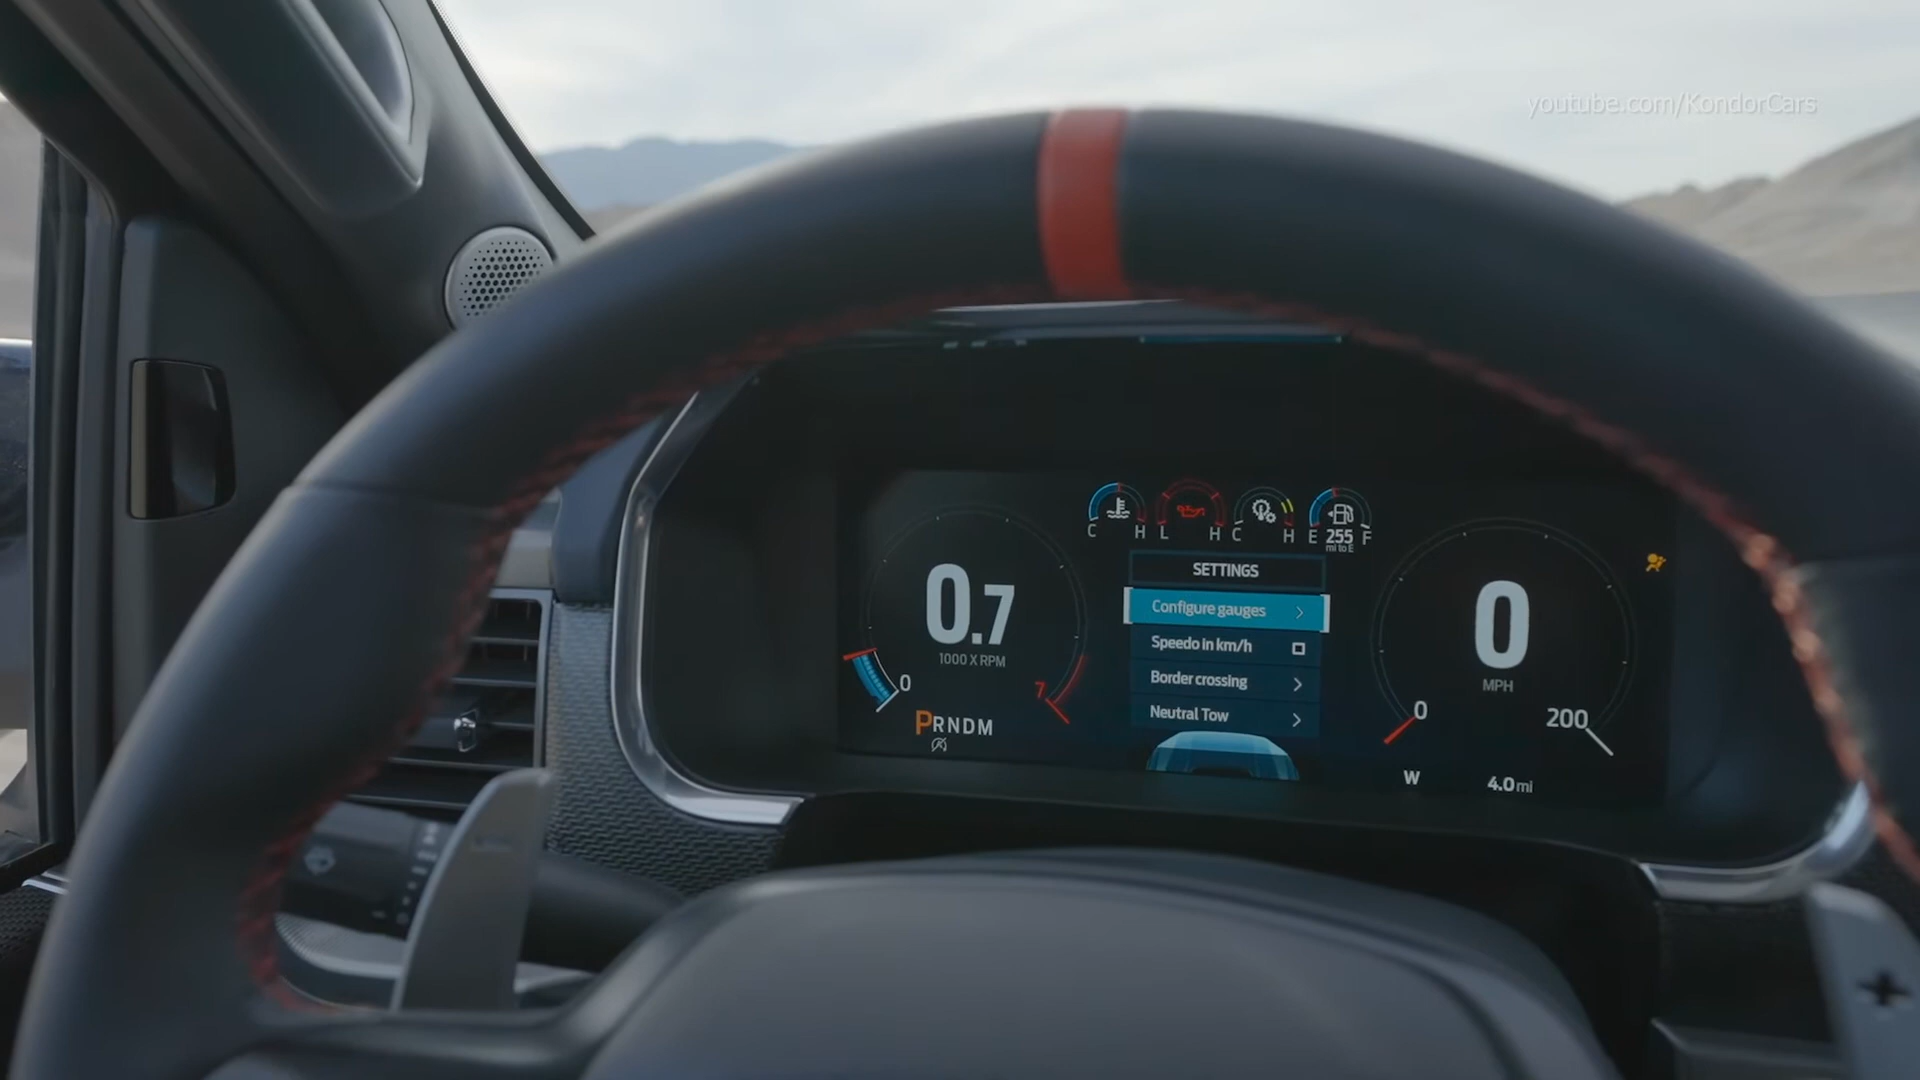 youtube.com/KondorCars
C H L H C H E 255 F
mi to E
SETTINGS
Configure gauges
Speedo in km/h
Border crossing
Neutral Tow
0.7
1000 X RPM
0
7
PRNDM
0
MPH
0
200
W
4.0 mi